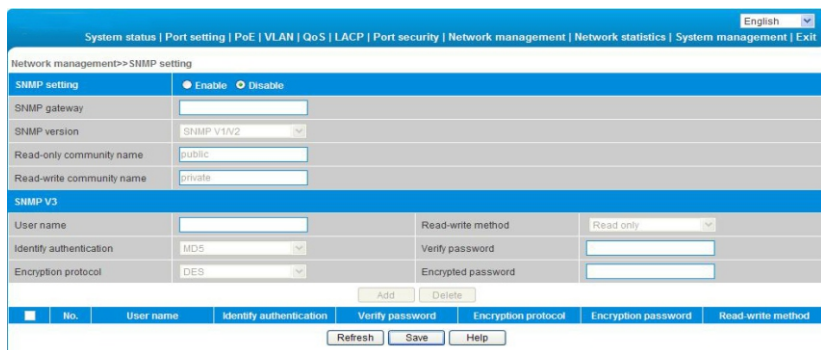 English
System status | Port setting | PoE | VLAN | QoS | LACP | Port security | Network management | Network statistics | System management | Exit
Network management>>SNMP setting
SNMP setting Enable Disable
SNMP gateway
SNMP version SNMP V1/V2
Read-only community name public
Read-write community name private
SNMP V3
User name Read-write method Read only
Identify authentication MD5 Verify password
Encryption protocol DES Encrypted password
Add Delete
No. User name Identify authentication Verify password Encryption protocol Encryption password Read-write method
Refresh Save Help